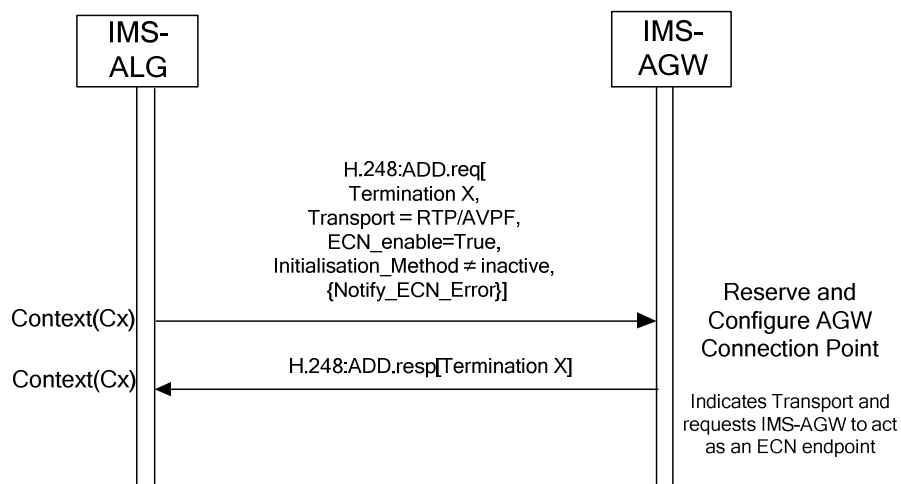 IMS-
ALG
IMS-
AGW
H.248:ADD.req[
Termination X,
Transport = RTP/AVPF,
ECN_enable=True,
Initialisation_Method ≠ inactive,
{Notify_ECN_Error}]
Context(Cx)
Reserve and
Configure AGW
Connection Point
H.248:ADD.resp[Termination X]
Context(Cx)
Indicates Transport and
requests IMS-AGW to act
as an ECN endpoint